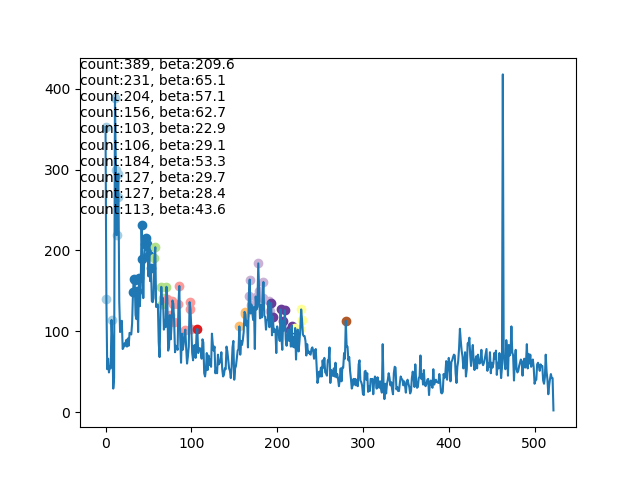 count:389, beta:209.6
count:231, beta:65.1
count:204, beta:57.1
count:156, beta:62.7
count:103, beta:22.9
count:106, beta:29.1
count:184, beta:53.3
count:127, beta:29.7
count:127, beta:28.4
count:113, beta:43.6
400
300
200
100
0
0 100 200 300 400 500